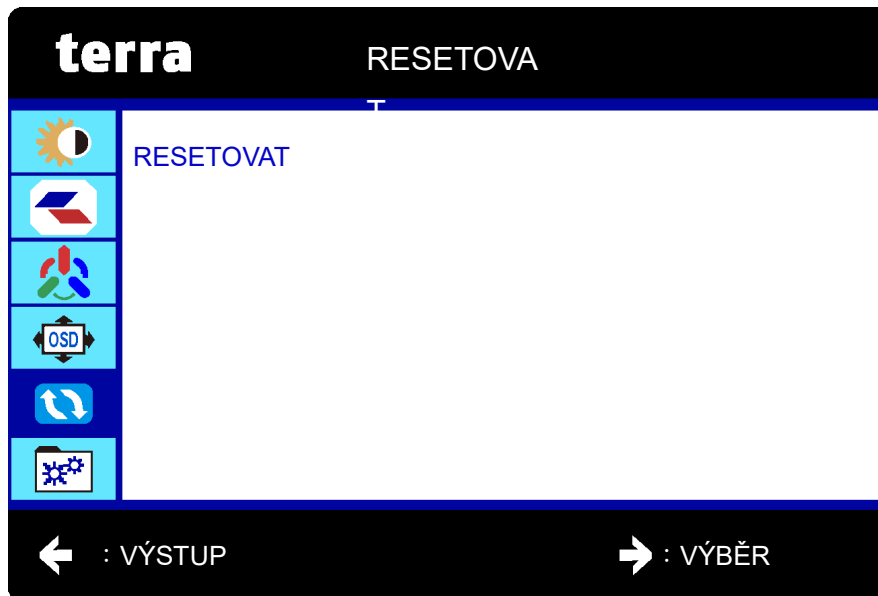 terra
RESETOVA
T
RESETOVAT
OSD
: VÝSTUP
: VÝBĚR